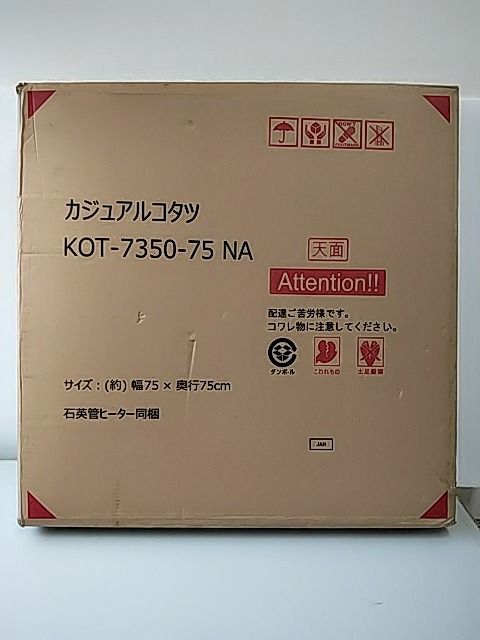 カジュアルコタツ
KOT-7350-75 NA
天面
Attention!!
配達ご苦労様です。
コワレ物に注意してください。
ダンボール
こわれもの
土足厳禁
サイズ：(約) 幅75 × 奥行75cm
石英管ヒーター同梱
JAN